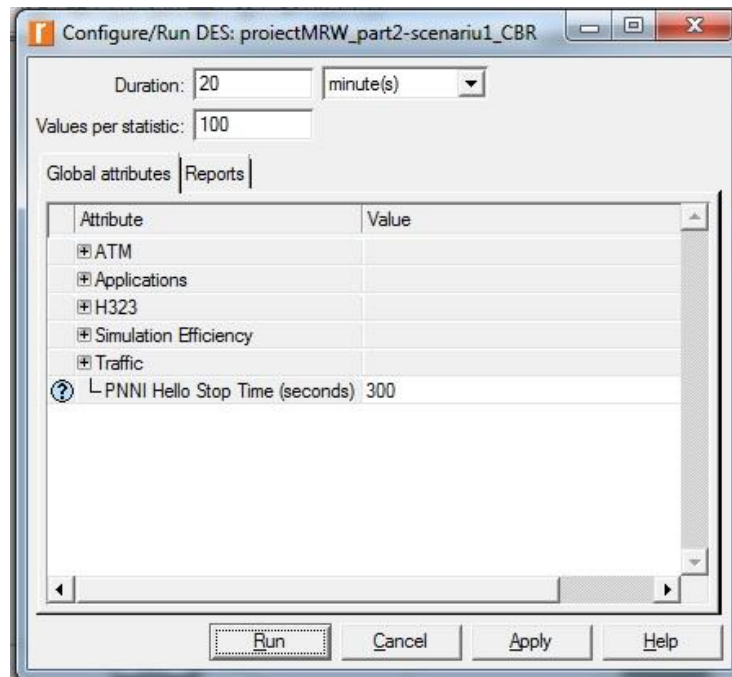 Configure/Run DES: proiectMRW_part2-scenariu1_CBR
Duration: 20 minute(s)
Values per statistic: 100
Global attributes Reports
Attribute Value
ATM
Applications
H323
Simulation Efficiency
Traffic
PNNI Hello Stop Time (seconds) 300
Run Cancel Apply Help